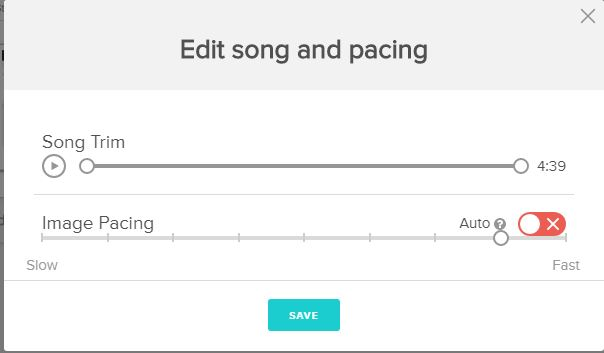 Edit song and pacing
Song Trim
4:39
Image Pacing
Auto ?
Slow
Fast
SAVE